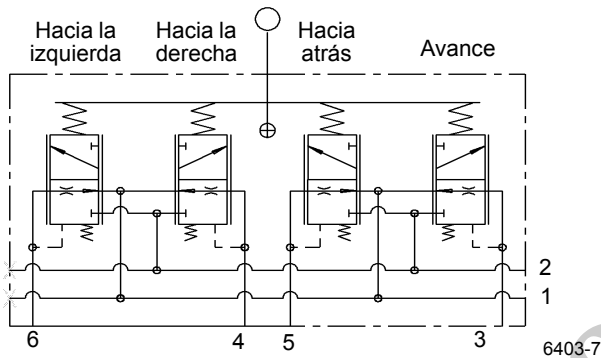 Hacia la
izquierda
Hacia la
derecha
Hacia
atrás
Avance
2
1
6
4
5
3
6403-7